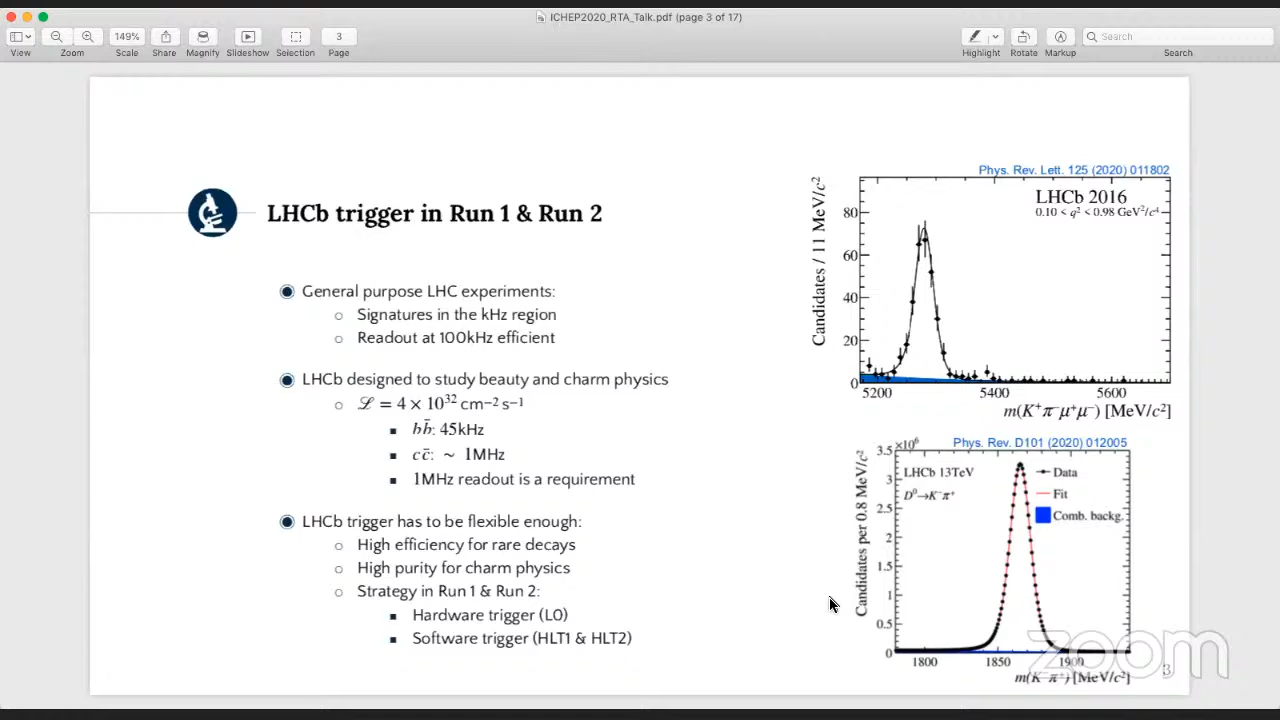 ICHEP2020_RTA_Talk.pdf (page 3 of 17)
149%
3
Search
View
Zoom
Scale
Share
Magnify
Slideshow
Selection
Page
Highlight
Rotate
Markup
Search
LHCb trigger in Run 1 & Run 2
General purpose LHC experiments:
Signatures in the kHz region
Readout at 100kHz efficient
LHCb designed to study beauty and charm physics
ℒ = 4 × 10³² cm⁻² s⁻¹
bb̄: 45kHz
cc̄: ~ 1MHz
1MHz readout is a requirement
LHCb trigger has to be flexible enough:
High efficiency for rare decays
High purity for charm physics
Strategy in Run 1 & Run 2:
Hardware trigger (L0)
Software trigger (HLT1 & HLT2)
Phys. Rev. Lett. 125 (2020) 011802
Candidates / 11 MeV/c²
LHCb 2016
0.10 < q² < 0.98 GeV²/c⁴
80
60
40
20
0
5200 5400 5600
m(K⁺π⁻μ⁺μ⁻) [MeV/c²]
Phys. Rev. D101 (2020) 012005
×10⁶
Candidates per 0.8 MeV/c²
LHCb 13TeV
D⁰→K⁻π⁺
Data
Fit
Comb. backg.
3.5
3
2.5
2
1.5
1
0.5
0
1800 1850 1900
m(K⁻π⁺) [MeV/c²]
zoom
3